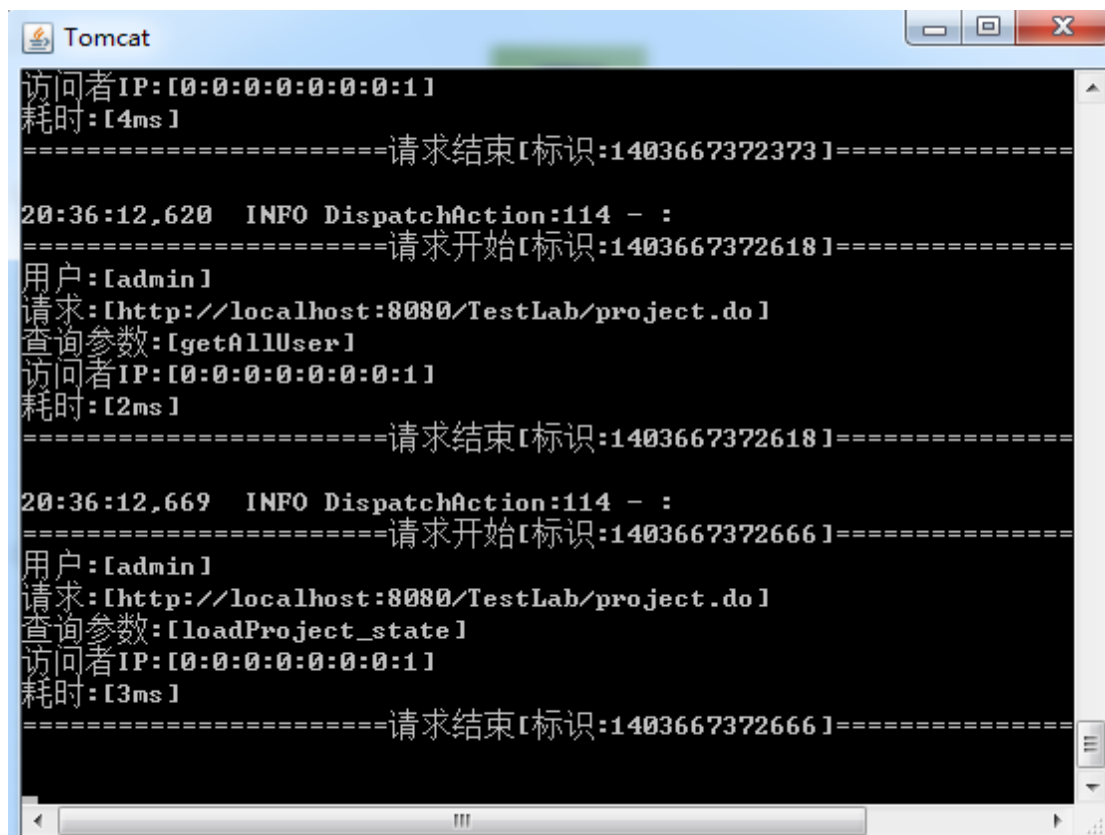 Tomcat
访问者IP:[0:0:0:0:0:0:0:1]
耗时:[4ms]
=======================请求结束[标识:1403667372373]===============
20:36:12,620  INFO DispatchAction:114 - :
=======================请求开始[标识:1403667372618]===============
用户:[admin]
请求:[http://localhost:8080/TestLab/project.do]
查询参数:[getAllUser]
访问者IP:[0:0:0:0:0:0:0:1]
耗时:[2ms]
=======================请求结束[标识:1403667372618]===============
20:36:12,669  INFO DispatchAction:114 - :
=======================请求开始[标识:1403667372666]===============
用户:[admin]
请求:[http://localhost:8080/TestLab/project.do]
查询参数:[loadProject_state]
访问者IP:[0:0:0:0:0:0:0:1]
耗时:[3ms]
=======================请求结束[标识:1403667372666]===============